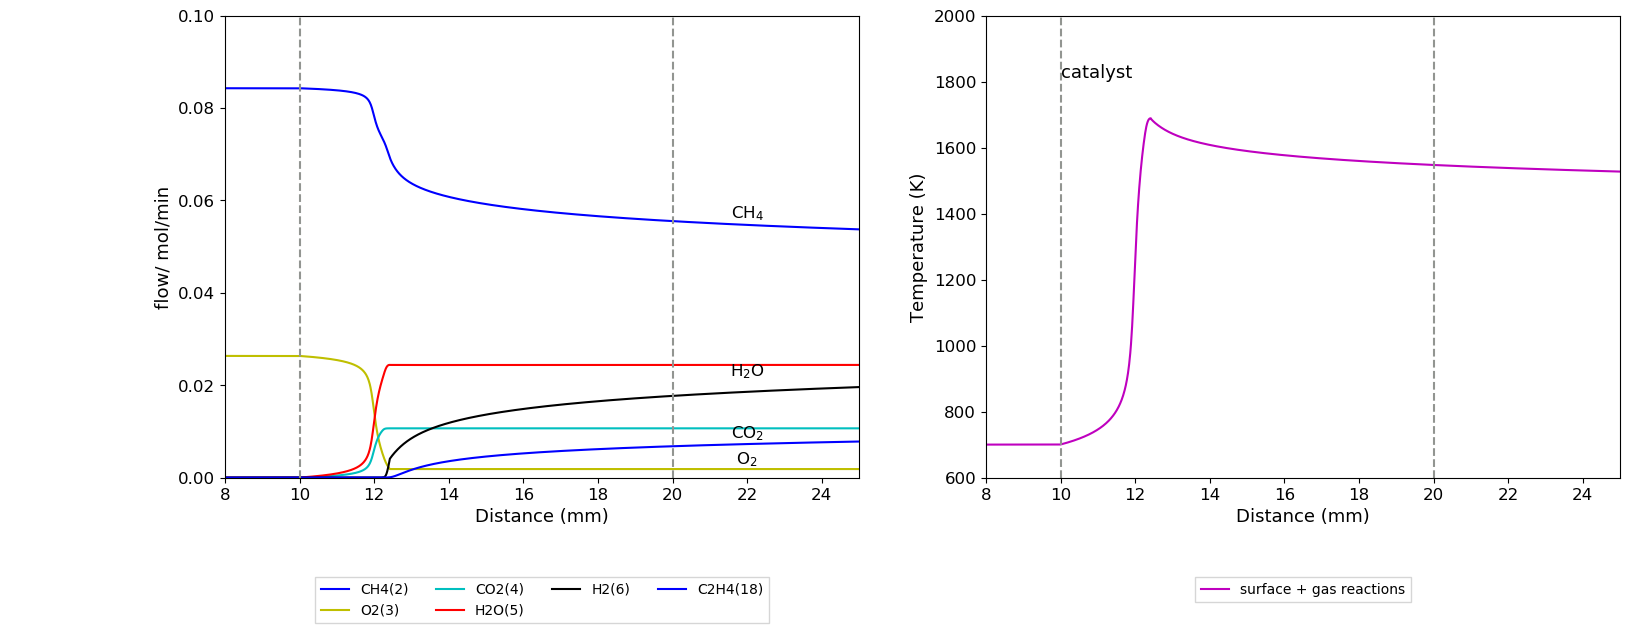 0.10
0.08
0.06
0.04
0.02
0.00
flow/ mol/min
CH₄
H₂O
CO₂
O₂
8 10 12 14 16 18 20 22 24
Distance (mm)
CH4(2) CO2(4) H2(6) C2H4(18)
O2(3) H2O(5)
2000
1800
1600
1400
1200
1000
800
600
Temperature (K)
catalyst
8 10 12 14 16 18 20 22 24
Distance (mm)
surface + gas reactions